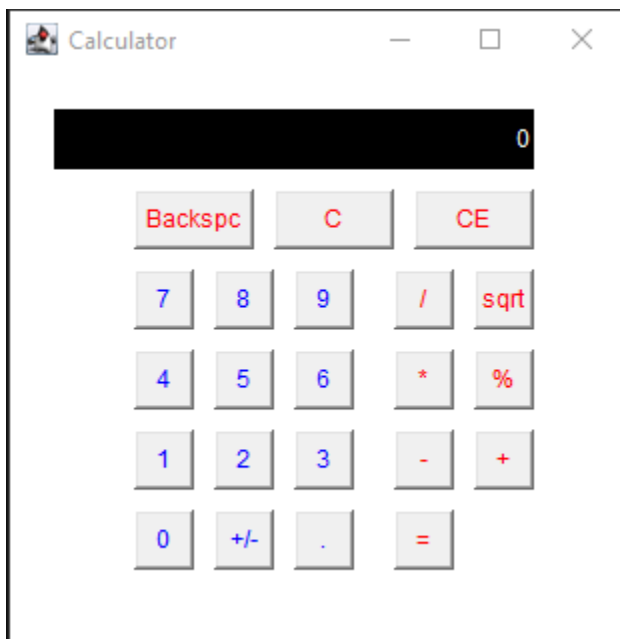 Calculator
0
Backspc C CE
7 8 9 / sqrt
4 5 6 * %
1 2 3 - +
0 +/- . =